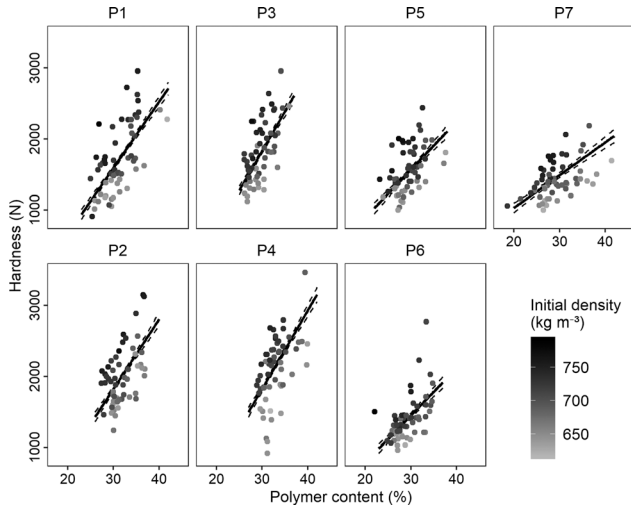 P1 P3 P5 P7
3000
2000
1000
P2 P4 P6
Hardness (N)
3000
2000
1000
Initial density
(kg m⁻³)
750
700
650
20 30 40 20 30 40 20 30 40 20 30 40
Polymer content (%)